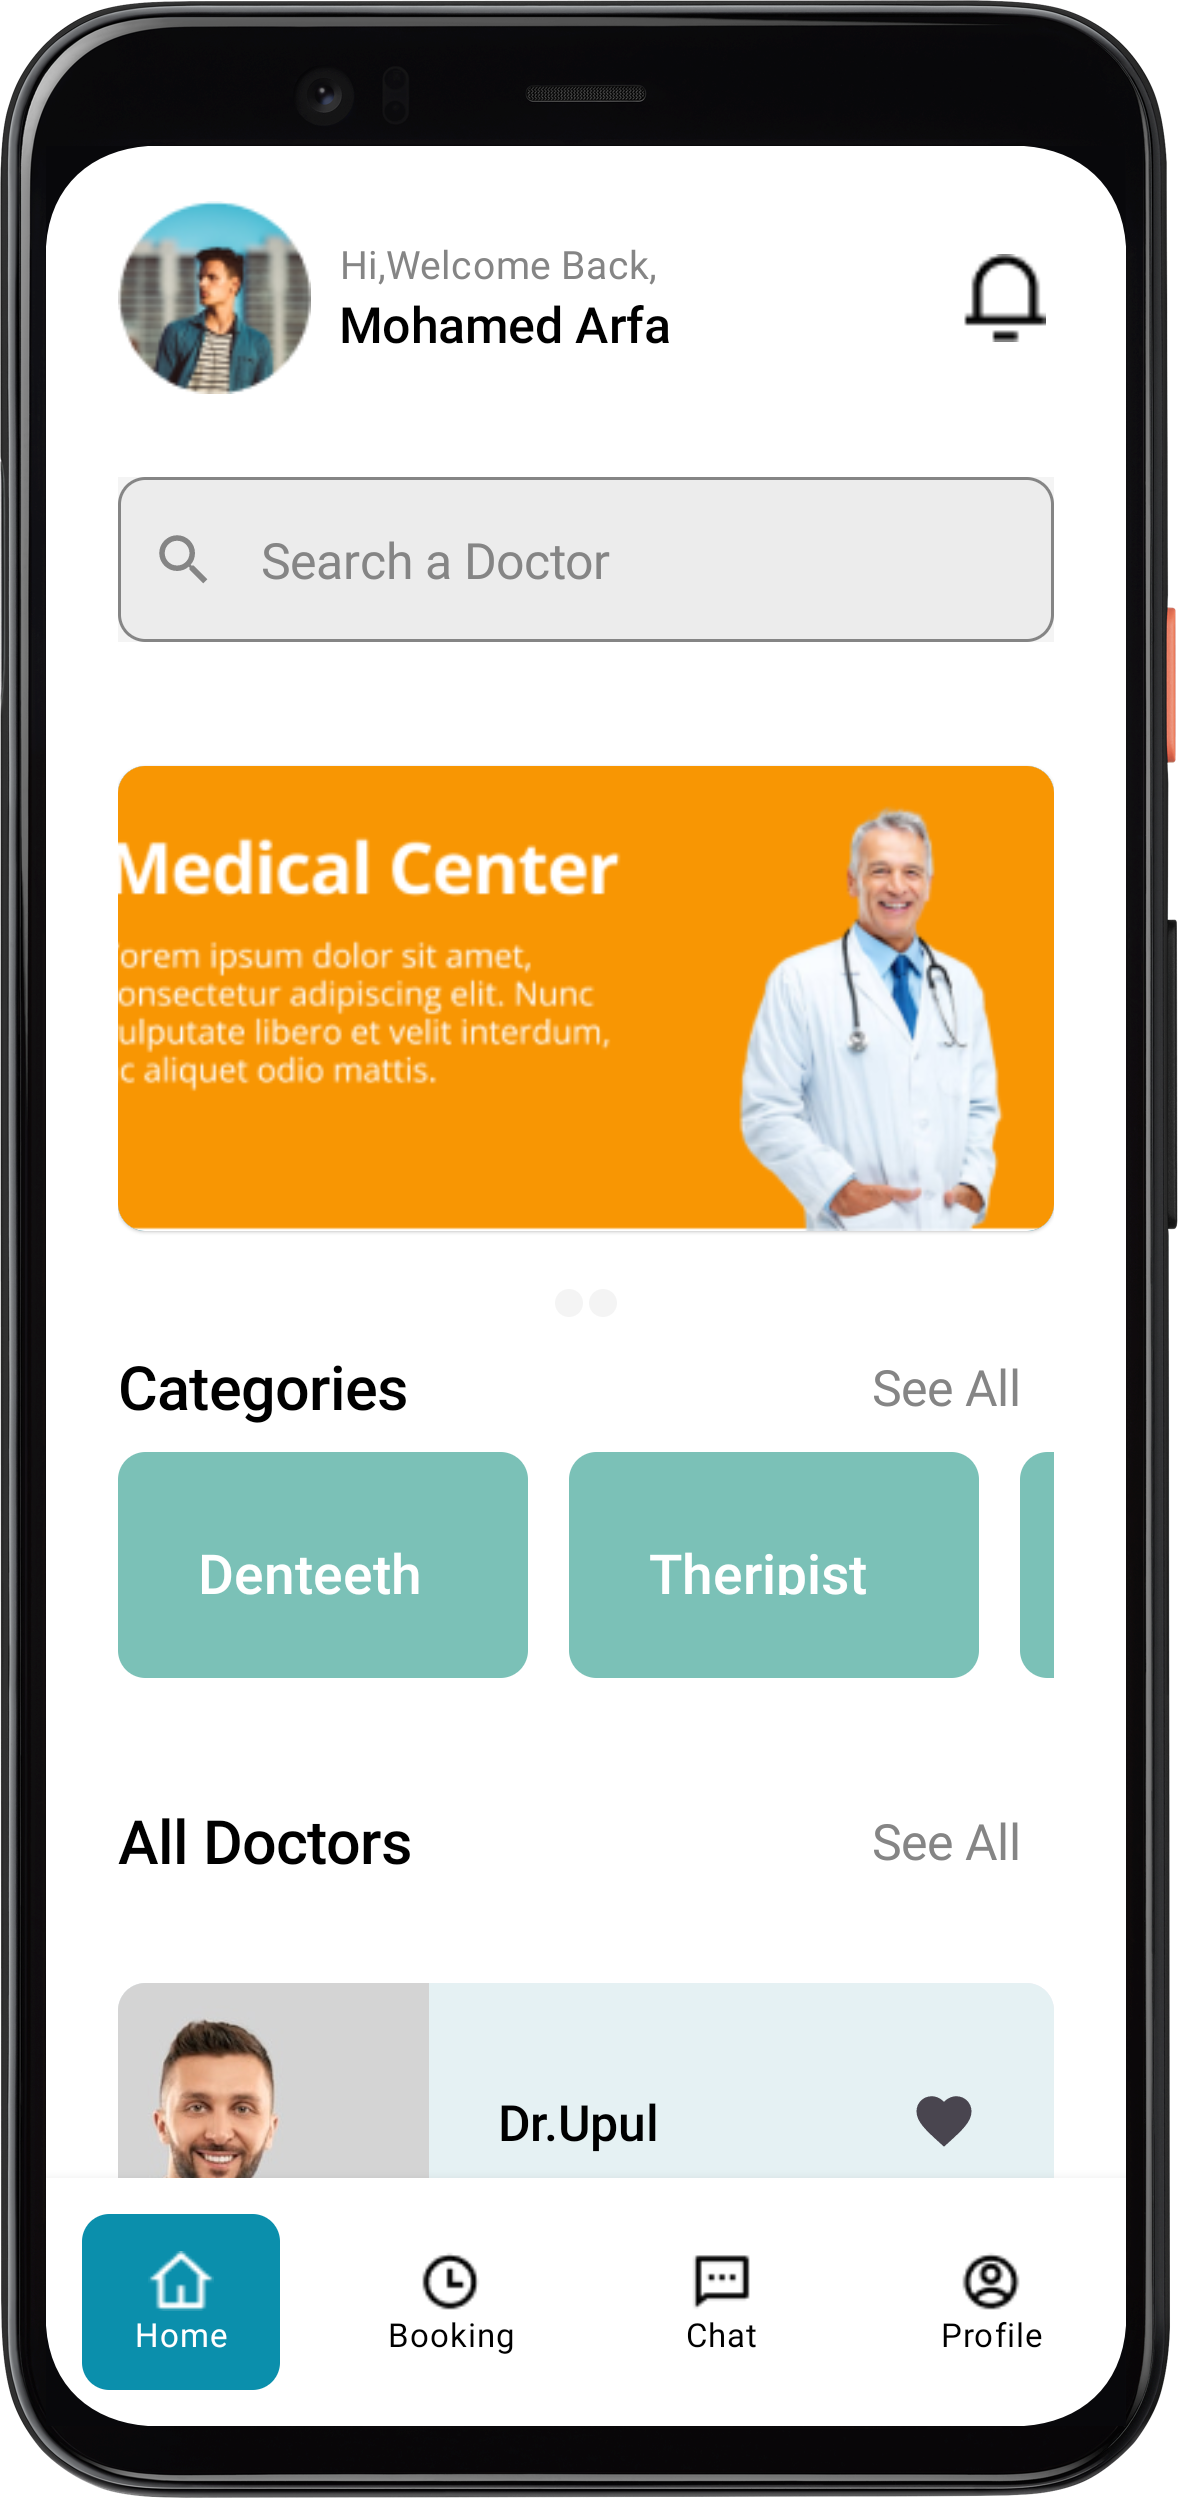 Hi,Welcome Back,
Mohamed Arfa
Search a Doctor
Medical Center
orem ipsum dolor sit amet,
onsectetur adipiscing elit. Nunc
ulputate libero et velit interdum,
c aliquet odio mattis.
Categories See All
Denteeth Theripist
All Doctors See All
Dr.Upul
Home Booking Chat Profile